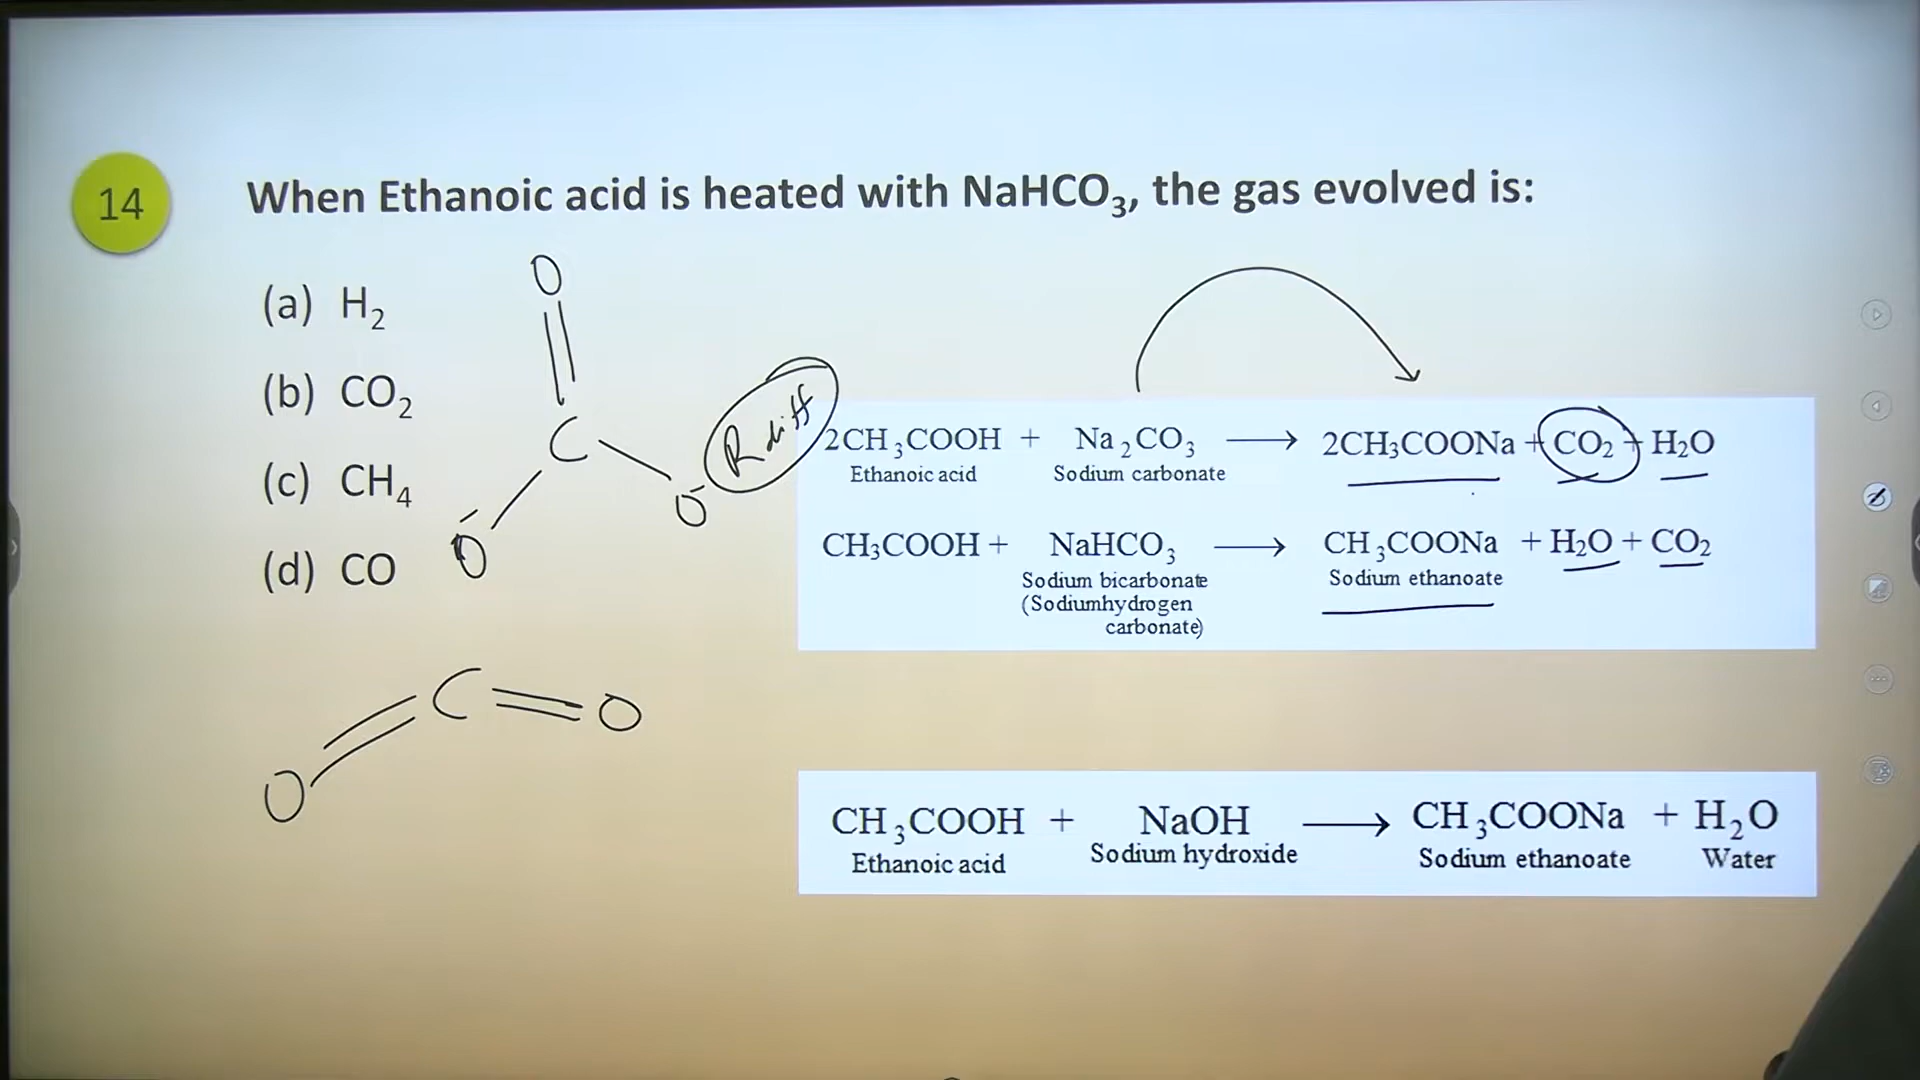 14
When Ethanoic acid is heated with NaHCO₃, the gas evolved is:
(a) H₂
(b) CO₂
(c) CH₄
(d) CO
O
C
O⁻
O⁻
R diff
O
C
O
2CH₃COOH + Na₂CO₃ ⟶ 2CH₃COONa + CO₂ + H₂O
Ethanoic acid Sodium carbonate
CH₃COOH + NaHCO₃ ⟶ CH₃COONa + H₂O + CO₂
Sodium bicarbonate Sodium ethanoate
(Sodiumhydrogen
carbonate)
CH₃COOH + NaOH ⟶ CH₃COONa + H₂O
Ethanoic acid Sodium hydroxide Sodium ethanoate Water